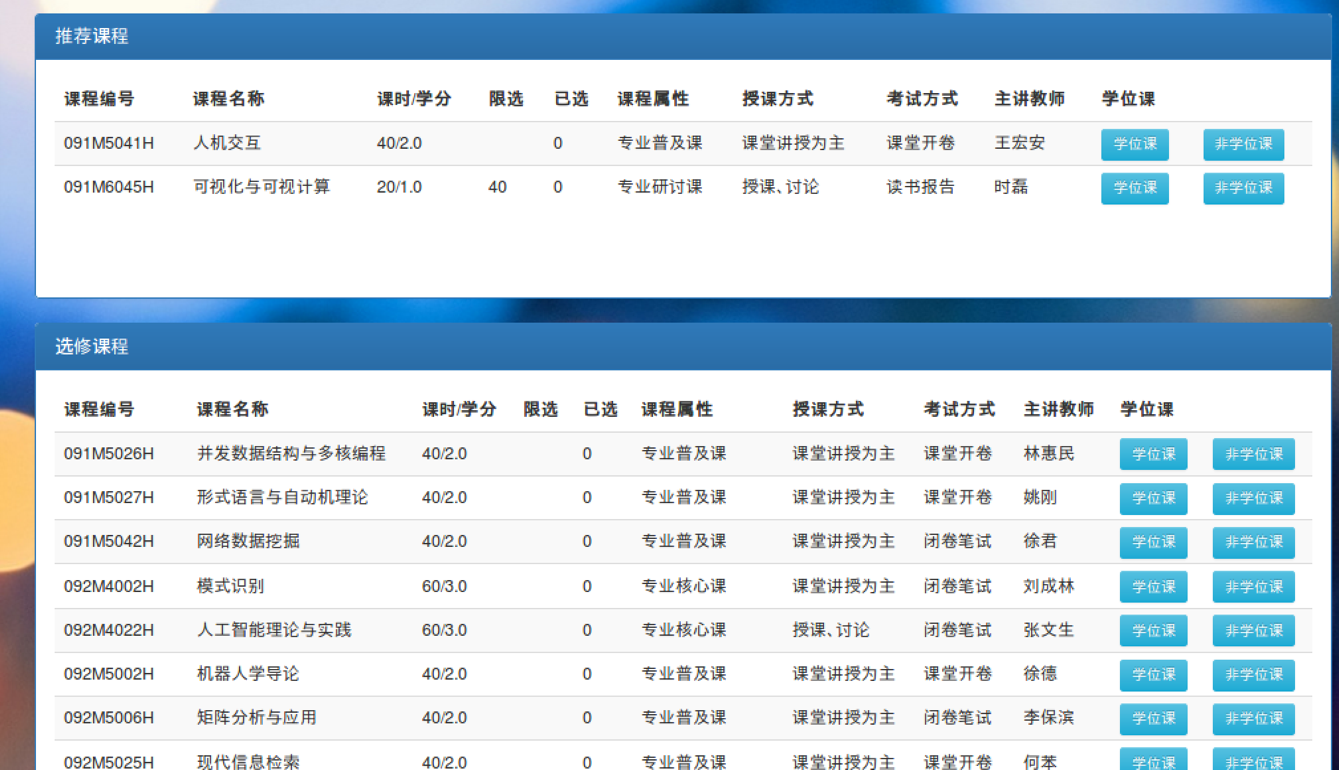 推荐课程
课程编号 课程名称 课时/学分 限选 已选 课程属性 授课方式 考试方式 主讲教师 学位课
091M5041H 人机交互 40/2.0 0 专业普及课 课堂讲授为主 课堂开卷 王宏安 学位课 非学位课
091M6045H 可视化与可视计算 20/1.0 40 0 专业研讨课 授课、讨论 读书报告 时磊 学位课 非学位课
选修课程
课程编号 课程名称 课时/学分 限选 已选 课程属性 授课方式 考试方式 主讲教师 学位课
091M5026H 并发数据结构与多核编程 40/2.0 0 专业普及课 课堂讲授为主 课堂开卷 林惠民 学位课 非学位课
091M5027H 形式语言与自动机理论 40/2.0 0 专业普及课 课堂讲授为主 课堂开卷 姚刚 学位课 非学位课
091M5042H 网络数据挖掘 40/2.0 0 专业普及课 课堂讲授为主 闭卷笔试 徐君 学位课 非学位课
092M4002H 模式识别 60/3.0 0 专业核心课 课堂讲授为主 闭卷笔试 刘成林 学位课 非学位课
092M4022H 人工智能理论与实践 60/3.0 0 专业核心课 授课、讨论 闭卷笔试 张文生 学位课 非学位课
092M5002H 机器人学导论 40/2.0 0 专业普及课 课堂讲授为主 课堂开卷 徐德 学位课 非学位课
092M5006H 矩阵分析与应用 40/2.0 0 专业普及课 课堂讲授为主 闭卷笔试 李保滨 学位课 非学位课
092M5025H 现代信息检索 40/2.0 0 专业普及课 课堂讲授为主 课堂开卷 何苯 学位课 非学位课